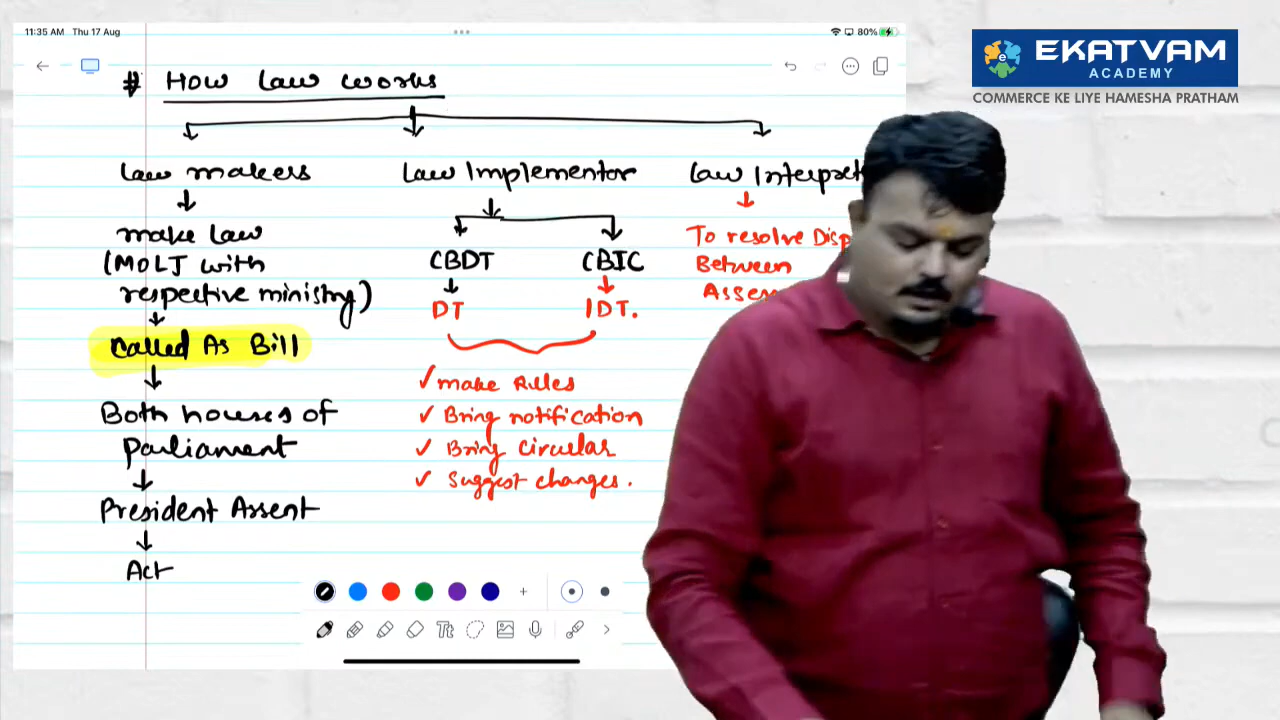 11:35 AM Thu 17 Aug
80%
EKATVAM
ACADEMY
COMMERCE KE LIYE HAMESHA PRATHAM
# How law works
law makers
make law
(MOLJ with
respective ministry)
Called As Bill
Both houses of
Parliament
President Assent
Act
Law Implementor
CBDT
CBIC
DT
IDT.
✓ make Rules
✓ Bring notification
✓ Bring circular
✓ Suggest changes.
Law
To resolve
Between
Tt